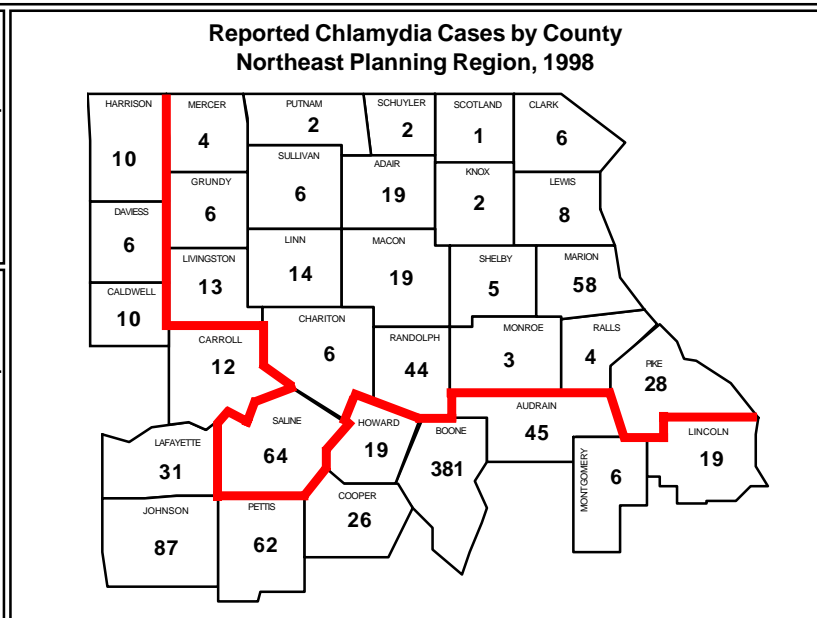 Reported Chlamydia Cases by County
Northeast Planning Region, 1998
HARRISON
10
MERCER
4
PUTNAM
2
SCHUYLER
2
SCOTLAND
1
CLARK
6
SULLIVAN
6
ADAIR
19
KNOX
2
LEWIS
8
DAVIESS
6
GRUNDY
6
LINN
14
MACON
19
SHELBY
5
MARION
58
LIVINGSTON
13
CALDWELL
10
CHARITON
6
RANDOLPH
44
MONROE
3
RALLS
4
PIKE
28
CARROLL
12
AUDRAIN
45
SALINE
64
HOWARD
19
BOONE
381
LINCOLN
19
LAFAYETTE
31
MONTGOMERY
6
COOPER
26
JOHNSON
87
PETTIS
62